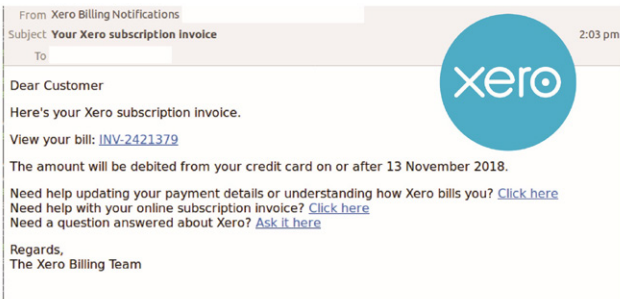 From Xero Billing Notifications
Subject Your Xero subscription invoice
2:03 pm
To
xero
Dear Customer
Here's your Xero subscription invoice.
View your bill: INV-2421379
The amount will be debited from your credit card on or after 13 November 2018.
Need help updating your payment details or understanding how Xero bills you? Click here
Need help with your online subscription invoice? Click here
Need a question answered about Xero? Ask it here
Regards,
The Xero Billing Team